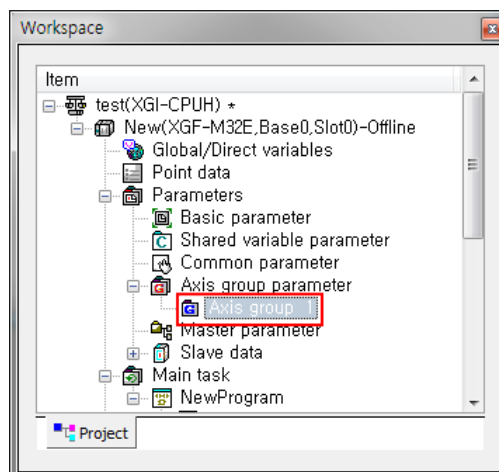 Workspace
Item
test(XGI-CPUH) *
New(XGF-M32E,Base0,Slot0)-Offline
Global/Direct variables
Point data
Parameters
Basic parameter
Shared variable parameter
Common parameter
Axis group parameter
Axis group 1
Master parameter
Slave data
Main task
NewProgram
Project